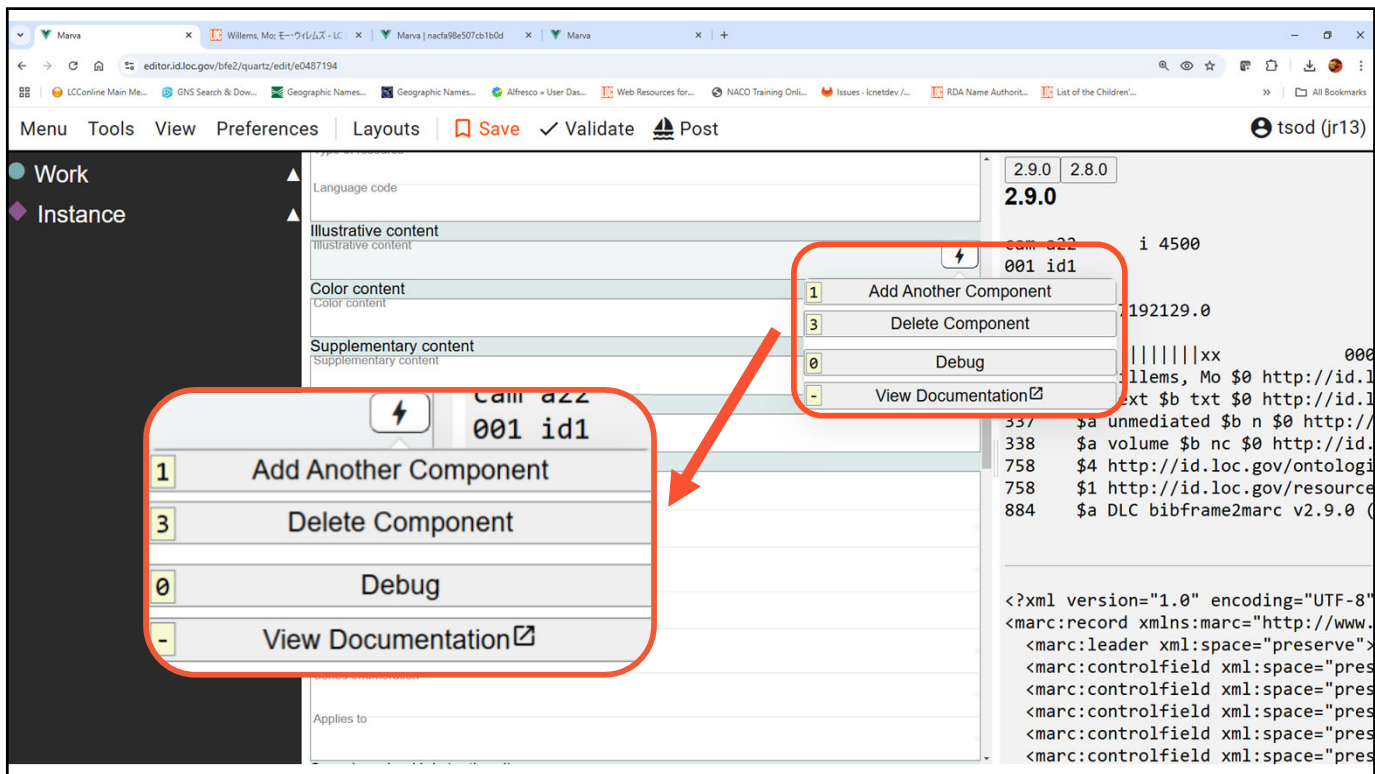 Marva
Willems, Mo; モー・ウィレムズ - LC
Marva | nacfa98e507cb1b0d
Marva
editor.id.loc.gov/bfe2/quartz/edit/e0487194
LCConline Main Me...
GNS Search & Dow...
Geographic Names...
Geographic Names...
Alfresco » User Das...
Web Resources for...
NACO Training Onli...
Issues · lcnetdev /...
RDA Name Authorit...
List of the Children'...
All Bookmarks
Menu Tools View Preferences Layouts Save Validate Post tsod (jr13)
Work
Instance
Language code
Illustrative content
Illustrative content
Color content
Color content
Supplementary content
Supplementary content
Applies to
1 Add Another Component
3 Delete Component
0 Debug
- View Documentation
cam a22
001 id1
1 Add Another Component
3 Delete Component
0 Debug
- View Documentation
2.9.0 2.8.0
2.9.0
cam a22 i 4500
001 id1
7192129.0
|||||||xx 000
illems, Mo $0 http://id.l
ext $b txt $0 http://id.l
337 $a unmediated $b n $0 http://
338 $a volume $b nc $0 http://id.
758 $4 http://id.loc.gov/ontologi
758 $1 http://id.loc.gov/resource
884 $a DLC bibframe2marc v2.9.0 (
<?xml version="1.0" encoding="UTF-8"
<marc:record xmlns:marc="http://www.
<marc:leader xml:space="preserve">
<marc:controlfield xml:space="pres
<marc:controlfield xml:space="pres
<marc:controlfield xml:space="pres
<marc:controlfield xml:space="pres
<marc:controlfield xml:space="pres